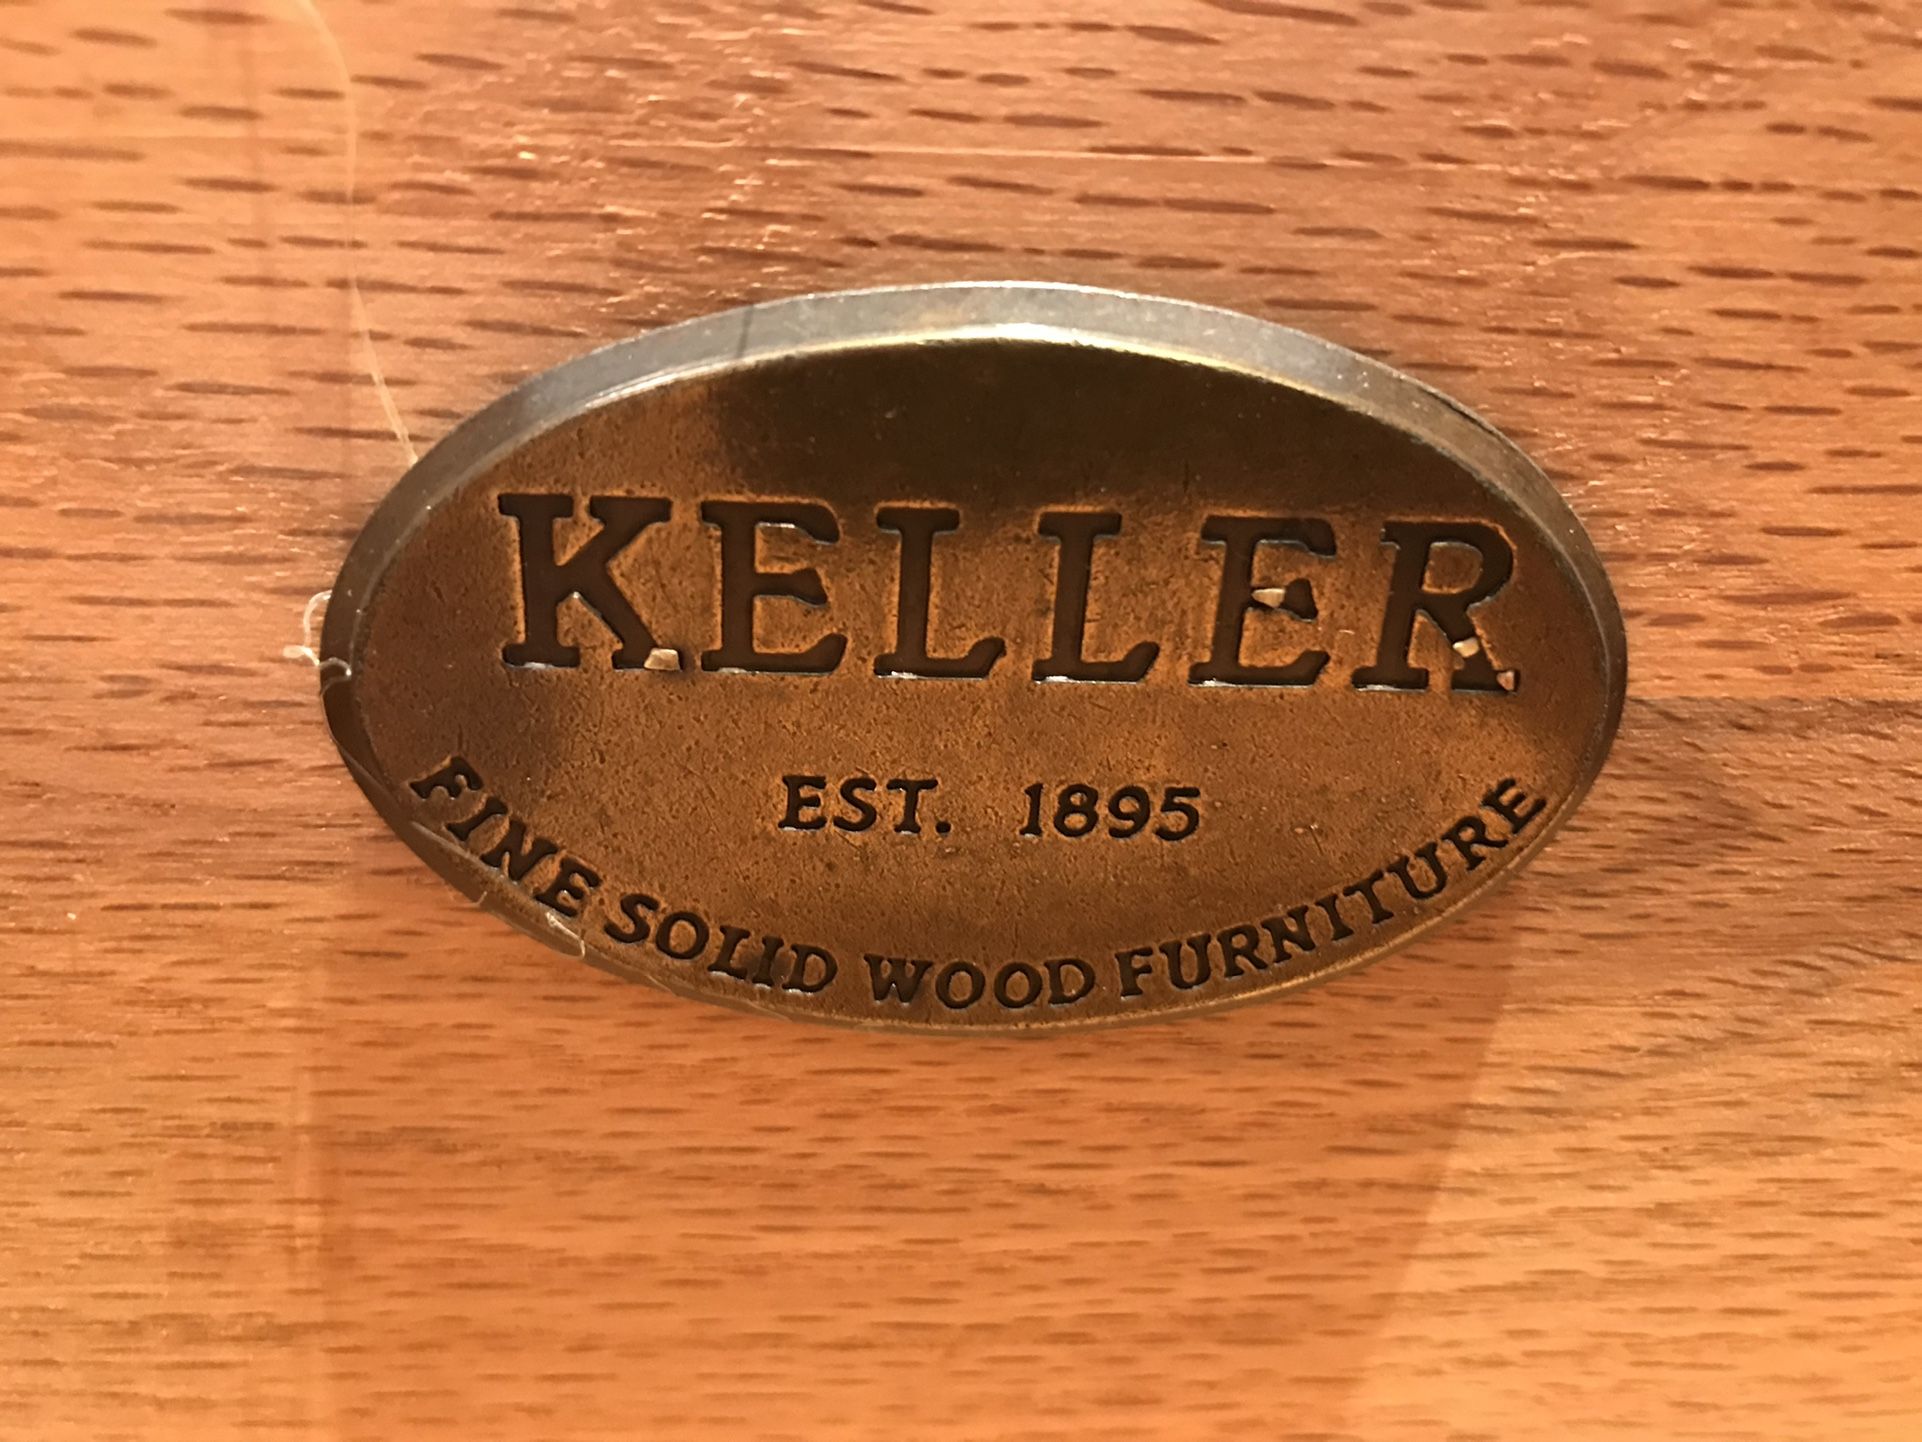 KELLER
EST. 1895
FINE SOLID WOOD FURNITURE